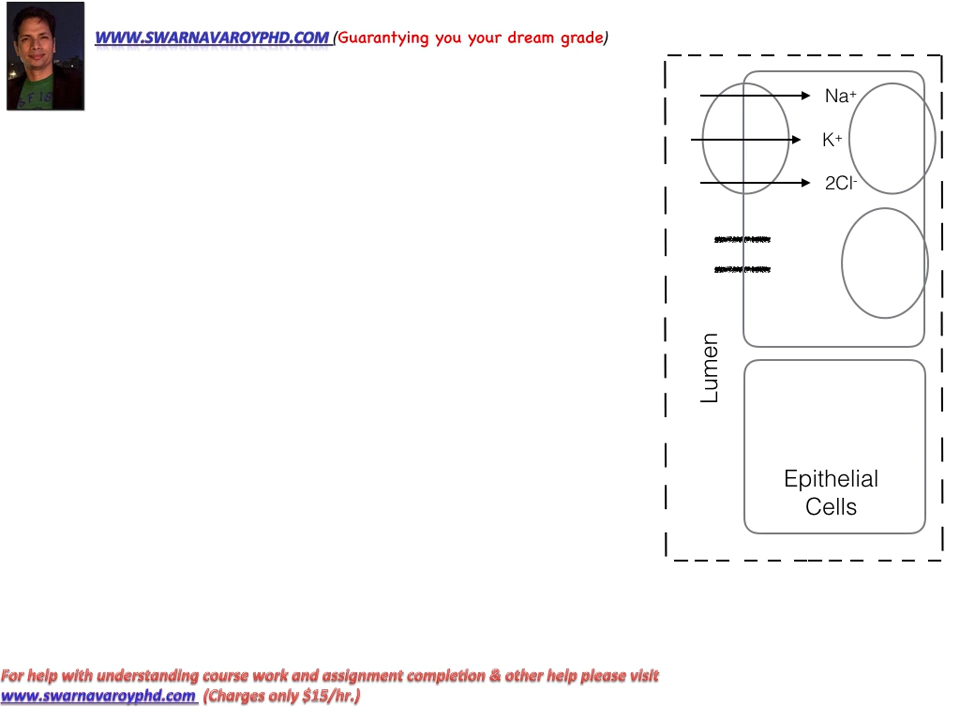 WWW.SWARNAVAROYPHD.COM (Guarantying you your dream grade)
Na+
K+
2Cl-
Lumen
Epithelial
Cells
For help with understanding course work and assignment completion & other help please visit
www.swarnavaroyphd.com (Charges only $15/hr.)